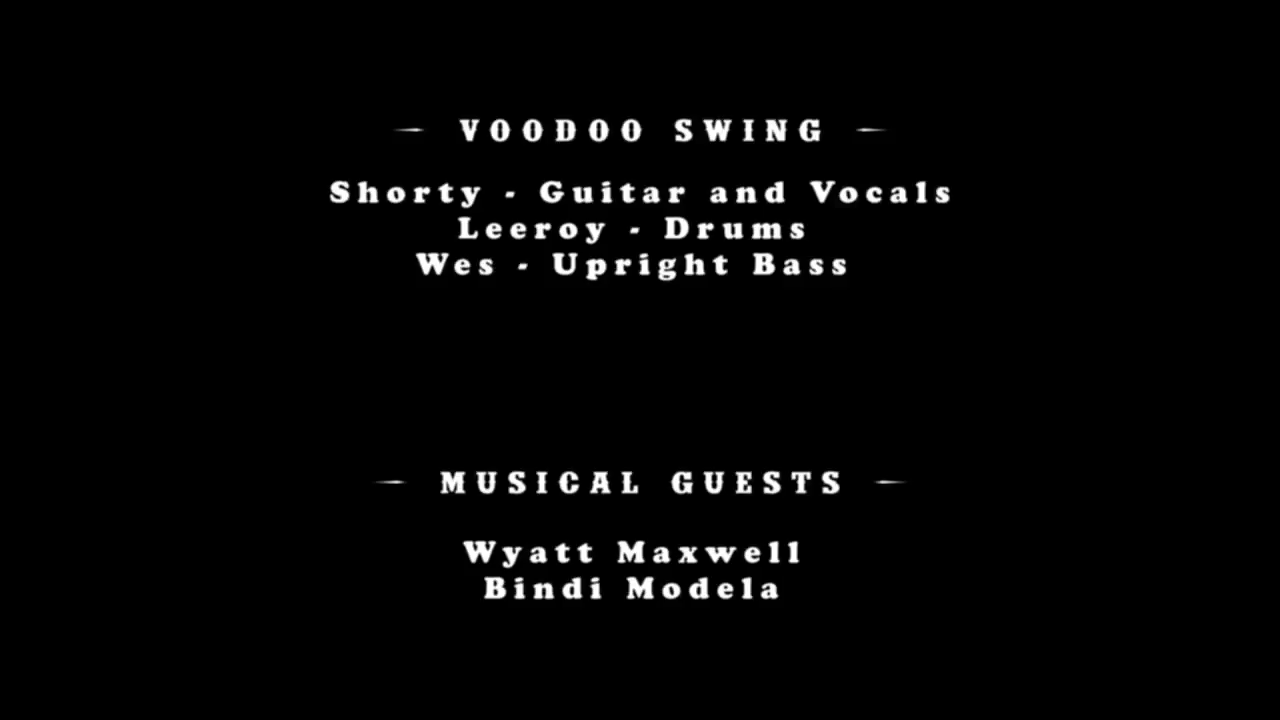 VOODOO SWING
Shorty - Guitar and Vocals
Leeroy - Drums
Wes - Upright Bass
MUSICAL GUESTS
Wyatt Maxwell
Bindi Modela